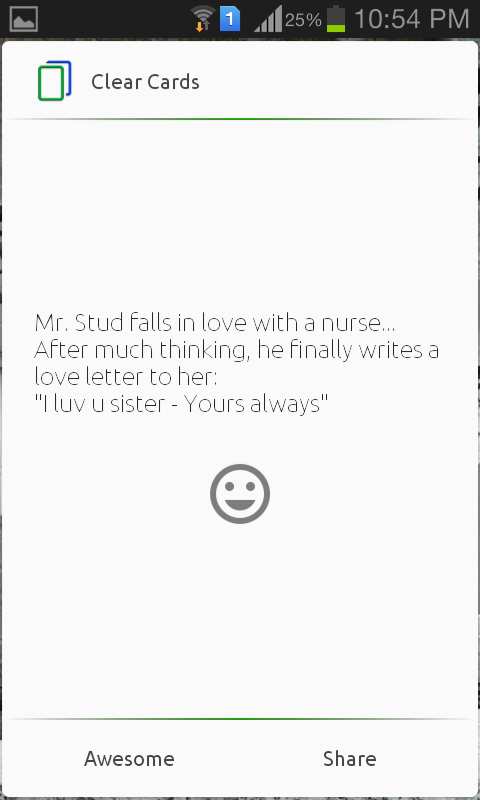 1 25% 10:54 PM
Clear Cards
Mr. Stud falls in love with a nurse...
After much thinking, he finally writes a
love letter to her:
"I luv u sister - Yours always"
Awesome Share